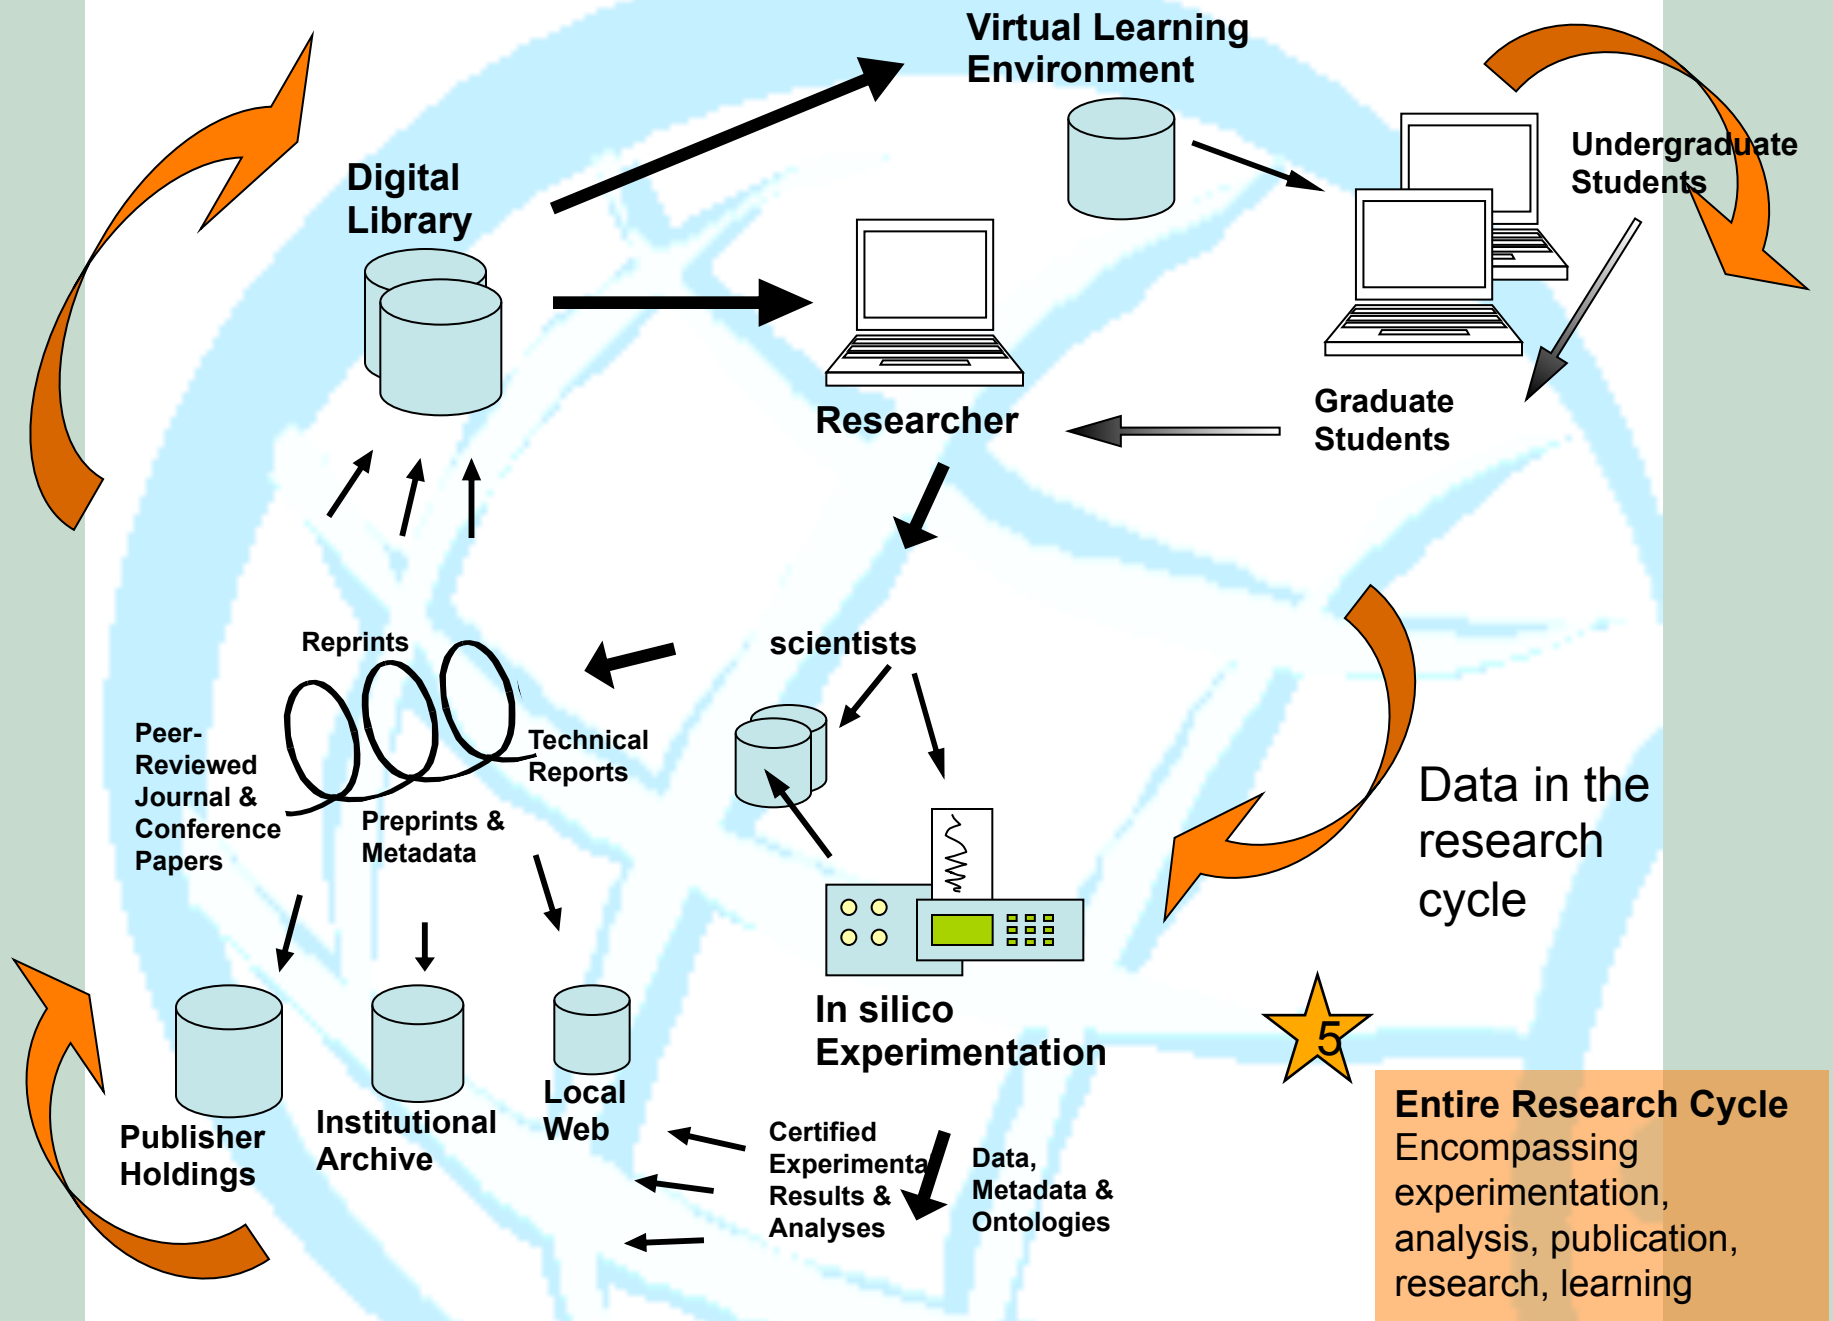 Virtual Learning
Environment
Undergraduate
Students
Digital
Library
Researcher
Graduate
Students
Reprints
scientists
Peer-
Reviewed
Journal &
Conference
Papers
Technical
Reports
Preprints &
Metadata
Data in the
research
cycle
In silico
Experimentation
5
Publisher
Holdings
Institutional
Archive
Local
Web
Certified
Experimental
Results &
Analyses
Data,
Metadata &
Ontologies
Entire Research Cycle
Encompassing
experimentation,
analysis, publication,
research, learning